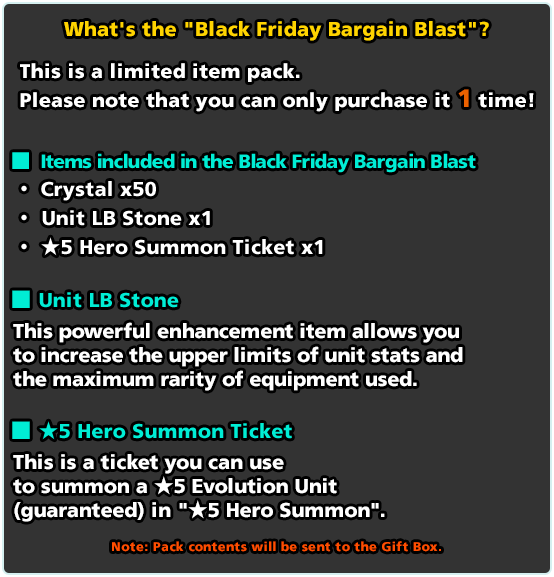 What's the "Black Friday Bargain Blast"?
This is a limited item pack.
Please note that you can only purchase it 1 time!
■ Items included in the Black Friday Bargain Blast
・ Crystal x50
・ Unit LB Stone x1
・ ★5 Hero Summon Ticket x1
■ Unit LB Stone
This powerful enhancement item allows you
to increase the upper limits of unit stats and
the maximum rarity of equipment used.
■ ★5 Hero Summon Ticket
This is a ticket you can use
to summon a ★5 Evolution Unit
(guaranteed) in "★5 Hero Summon".
Note: Pack contents will be sent to the Gift Box.